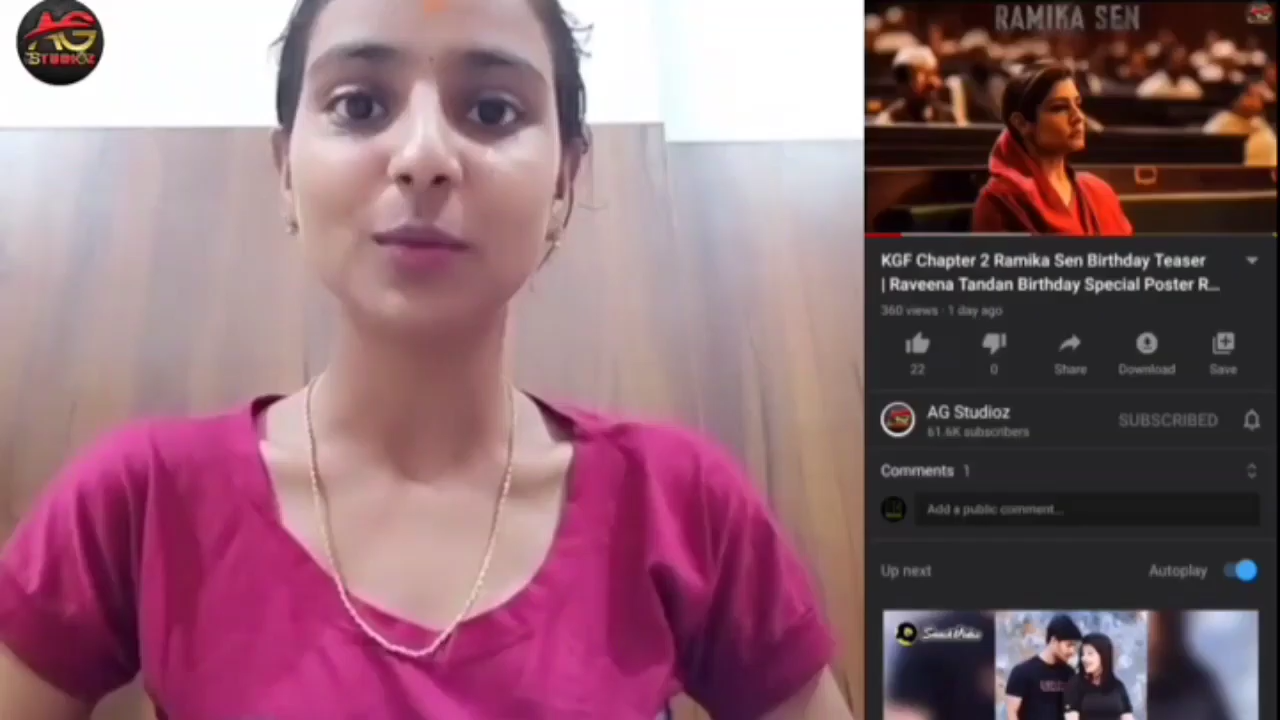 AG
STUDIOZ
RAMIKA SEN
KGF Chapter 2 Ramika Sen Birthday Teaser
| Raveena Tandan Birthday Special Poster R...
360 views · 1 day ago
22
0
Share
Download
Save
AG Studioz
61.6K subscribers
SUBSCRIBED
Comments 1
Add a public comment...
Up next
Autoplay